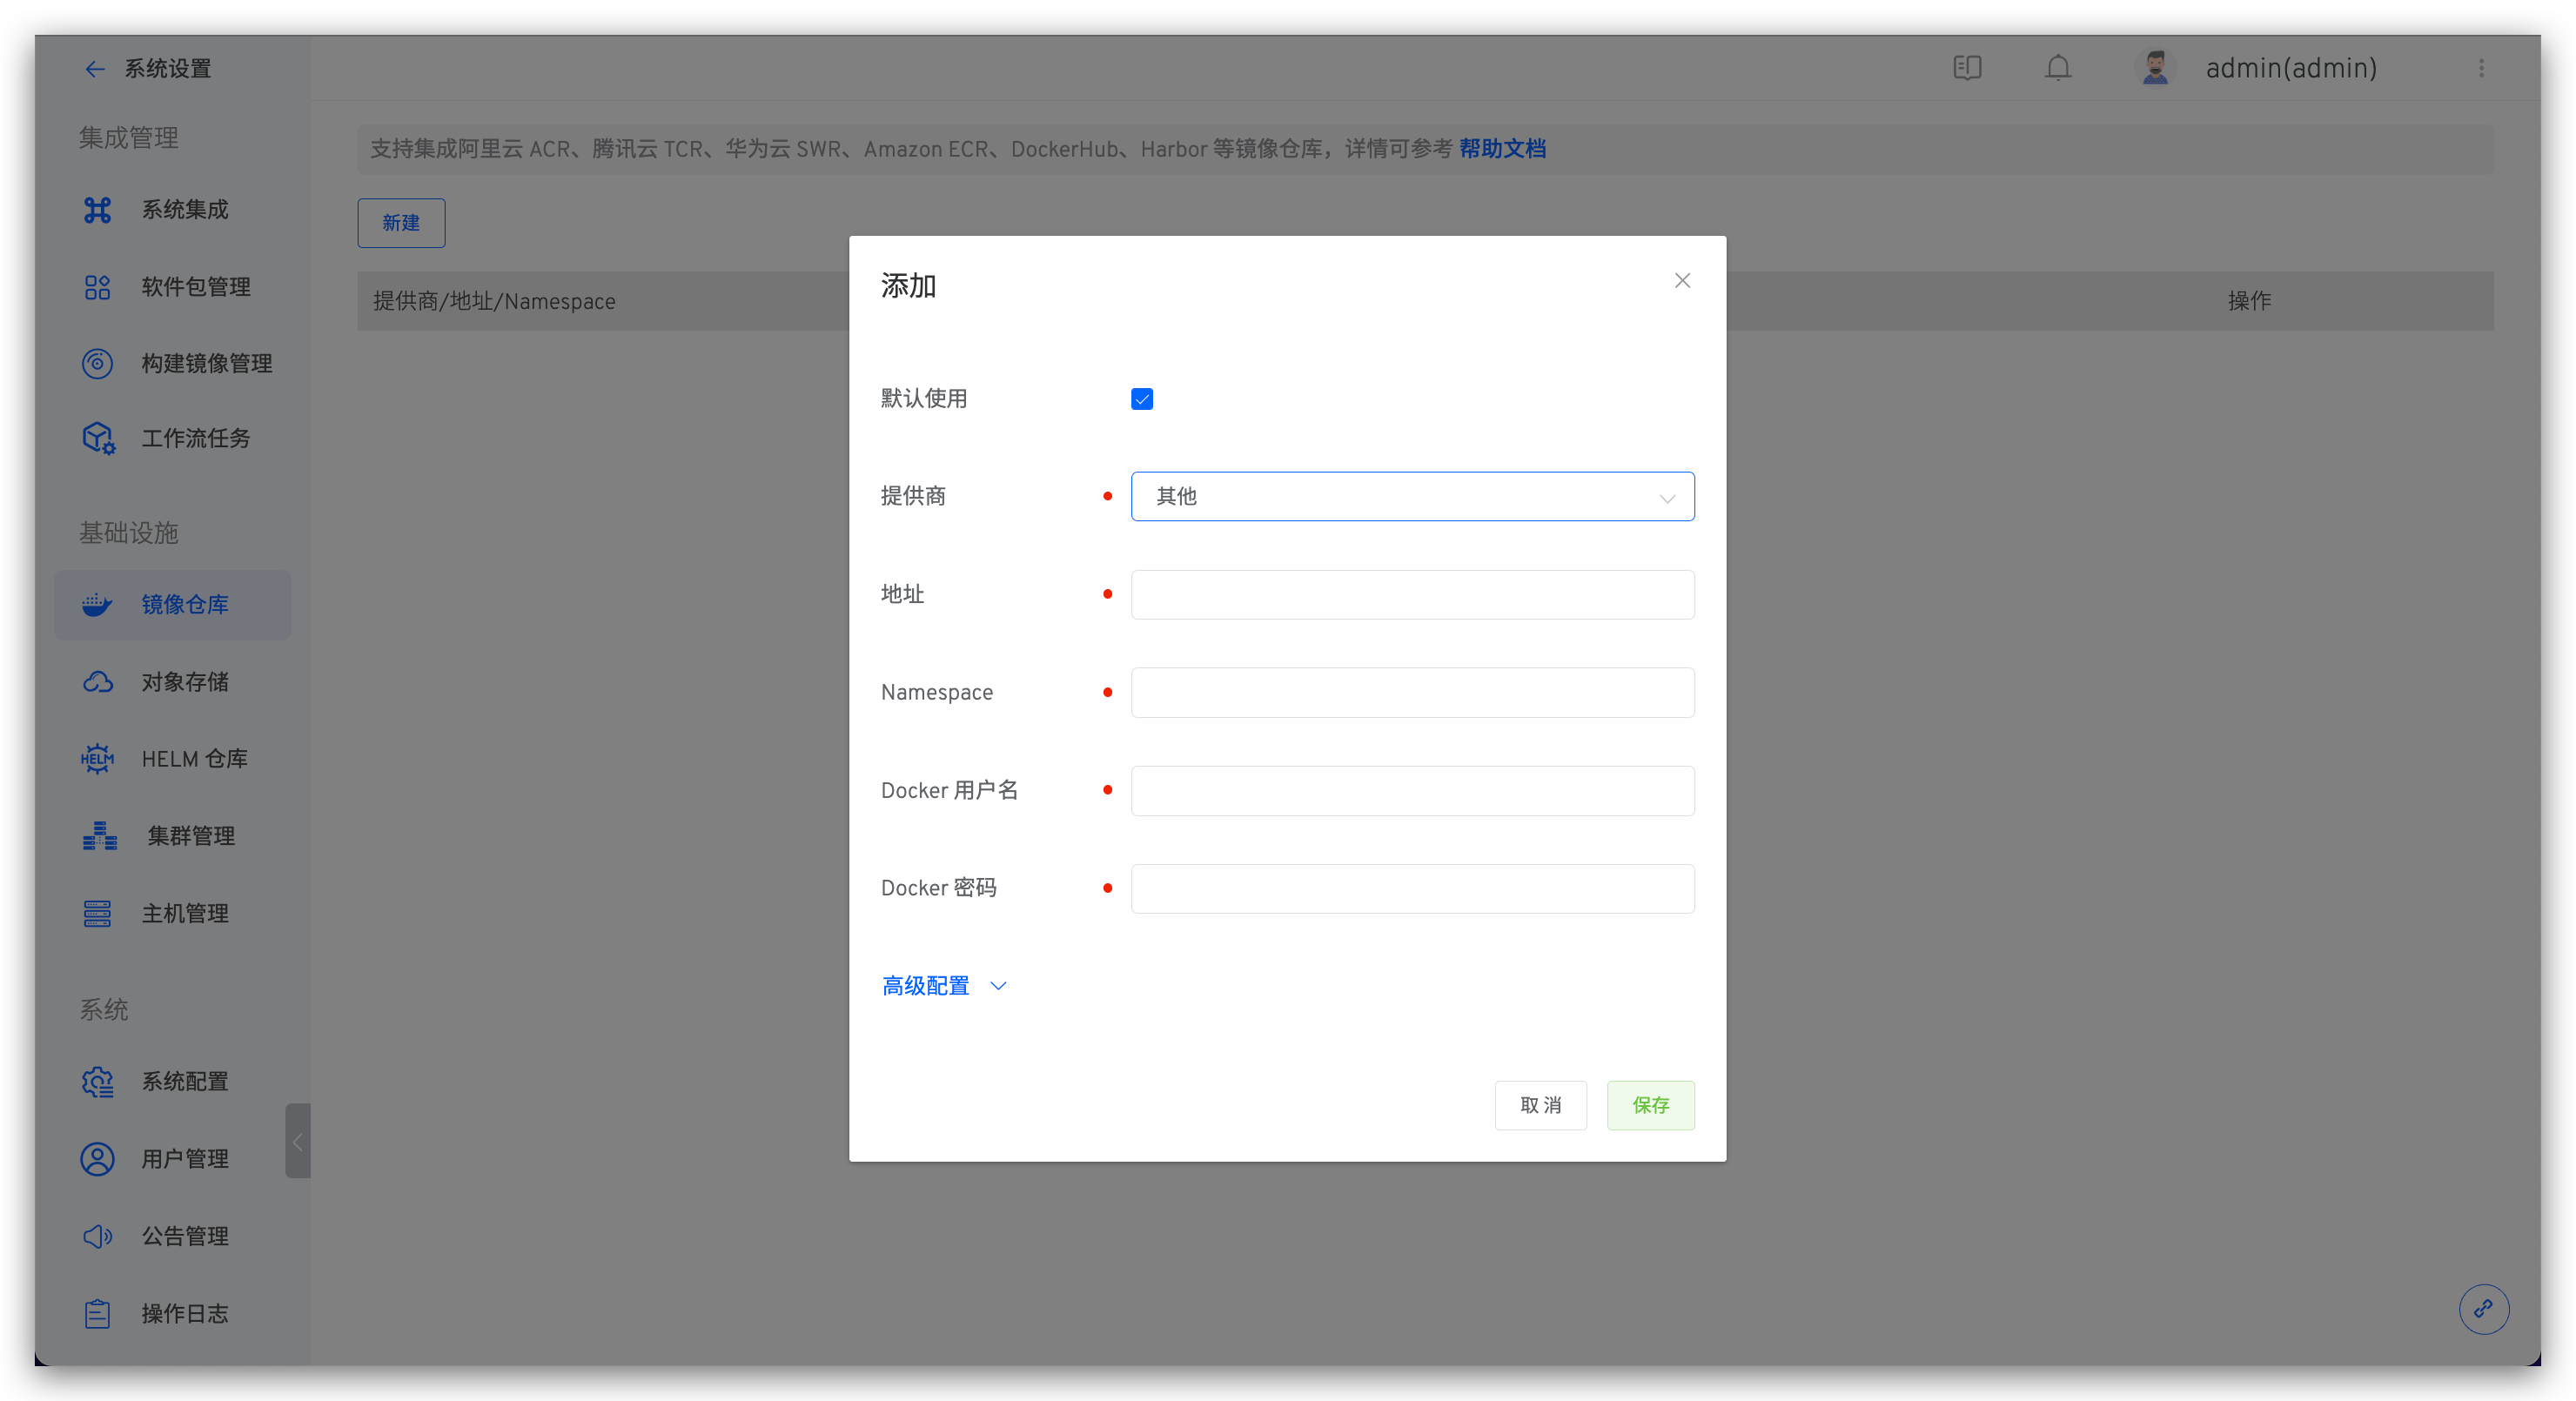 系统设置
admin(admin)
集成管理
系统集成
软件包管理
构建镜像管理
工作流任务
基础设施
镜像仓库
对象存储
HELM
HELM 仓库
集群管理
主机管理
系统
系统配置
用户管理
公告管理
操作日志
支持集成阿里云 ACR、腾讯云 TCR、华为云 SWR、Amazon ECR、DockerHub、Harbor 等镜像仓库，详情可参考 帮助文档
新建
提供商/地址/Namespace
操作
添加
默认使用
提供商
其他
地址
Namespace
Docker 用户名
Docker 密码
高级配置
取 消
保存